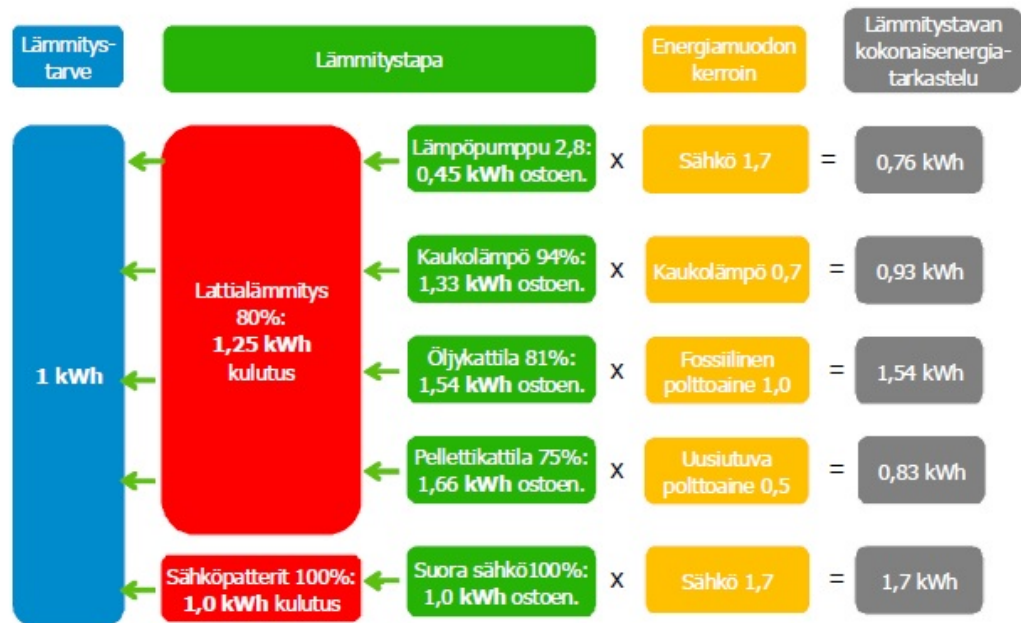 Lämmitys-
tarve
Lämmitystapa
Energiamuodon
kerroin
Lämmitystavan
kokonaisenergia-
tarkastelu
1 kWh
Lattialämmitys
80%:
1,25 kWh
kulutus
Lämpöpumppu 2,8:
0,45 kWh ostoen.
x
Sähkö 1,7
=
0,76 kWh
Kaukolämpö 94%:
1,33 kWh ostoen.
x
Kaukolämpö 0,7
=
0,93 kWh
Öljykattila 81%:
1,54 kWh ostoen.
x
Fossiilinen
polttoaine 1,0
=
1,54 kWh
Pellettikattila 75%:
1,66 kWh ostoen.
x
Uusiutuva
polttoaine 0,5
=
0,83 kWh
Sähköpatterit 100%:
1,0 kWh kulutus
Suora sähkö100%:
1,0 kWh ostoen.
x
Sähkö 1,7
=
1,7 kWh